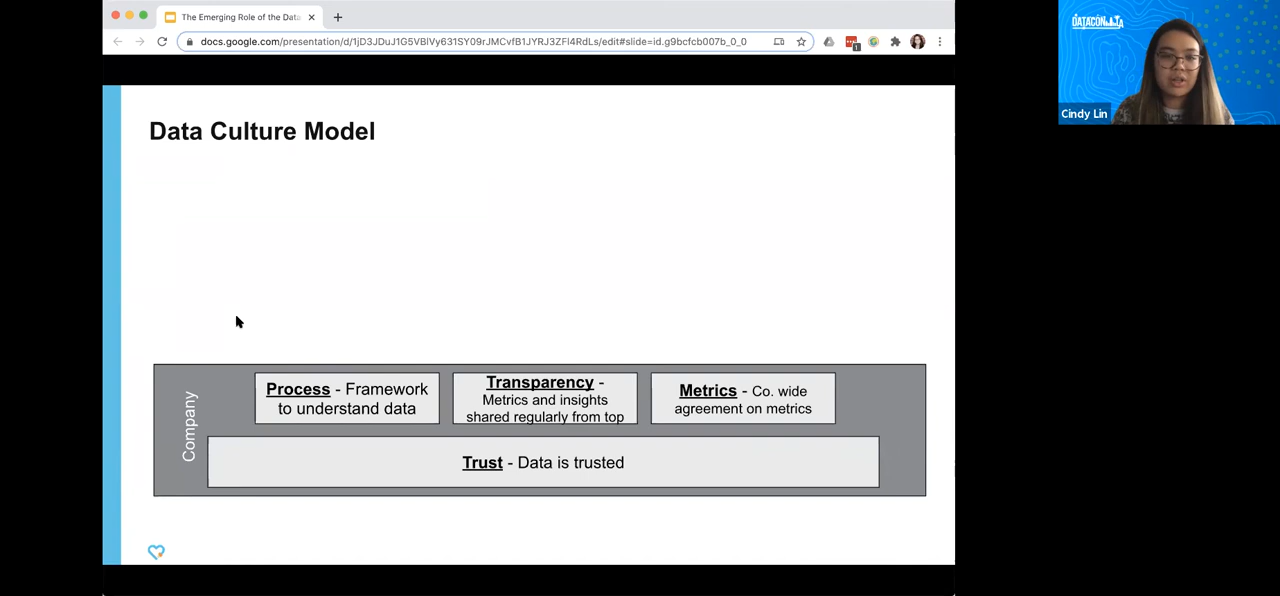 The Emerging Role of the Data
docs.google.com/presentation/d/1jD3JDuJ1G5VBlVy631SY09rJMCvfB1JYRJ3ZFl4RdLs/edit#slide=id.g9bcfcb007b_0_0
1
DATACON LA
Cindy Lin
Data Culture Model
Company
Process - Framework
to understand data
Transparency -
Metrics and insights
shared regularly from top
Metrics - Co. wide
agreement on metrics
Trust - Data is trusted